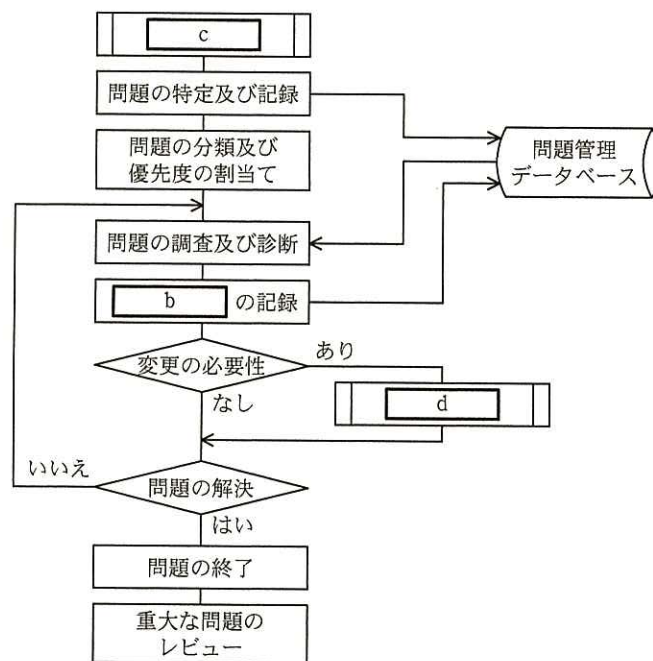 c
問題の特定及び記録
問題の分類及び
優先度の割当て
問題管理
データベース
問題の調査及び診断
b の記録
変更の必要性
あり
なし
d
いいえ
問題の解決
はい
問題の終了
重大な問題の
レビュー